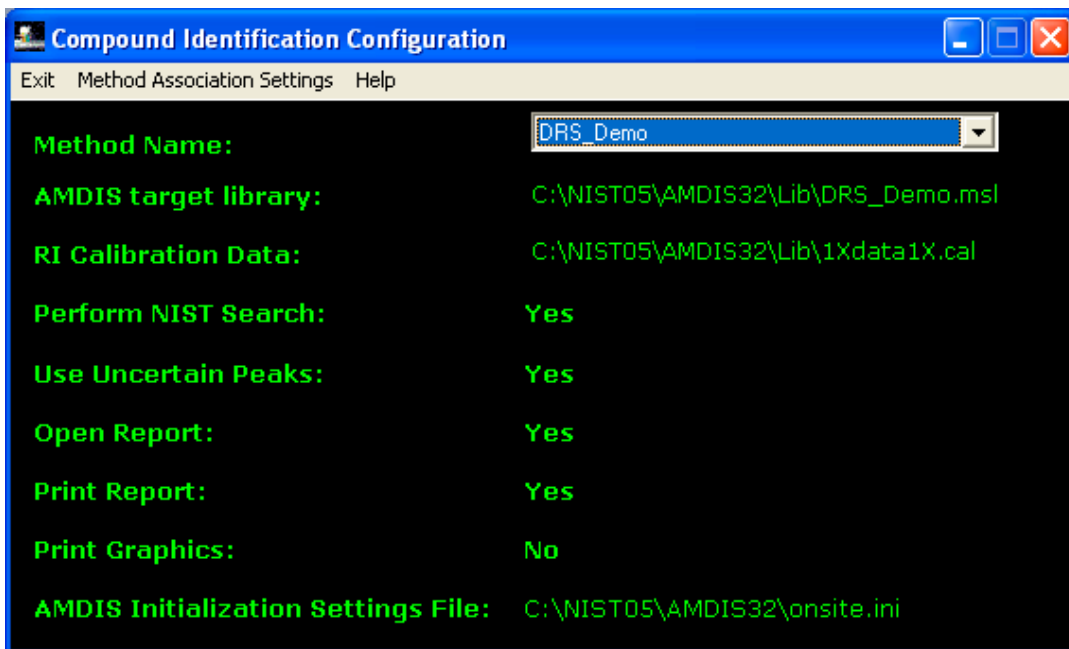 Compound Identification Configuration
Exit Method Association Settings Help
Method Name: DRS_Demo
AMDIS target library: C:\NIST05\AMDIS32\Lib\DRS_Demo.msl
RI Calibration Data: C:\NIST05\AMDIS32\Lib\1Xdata1X.cal
Perform NIST Search: Yes
Use Uncertain Peaks: Yes
Open Report: Yes
Print Report: Yes
Print Graphics: No
AMDIS Initialization Settings File: C:\NIST05\AMDIS32\onsite.ini